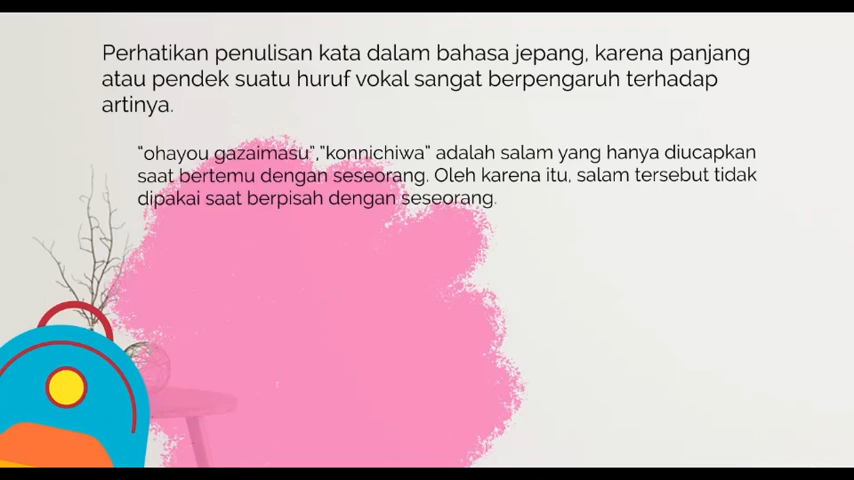 Perhatikan penulisan kata dalam bahasa jepang, karena panjang
atau pendek suatu huruf vokal sangat berpengaruh terhadap
artinya.
"ohayou gazaimasu","konnichiwa" adalah salam yang hanya diucapkan
saat bertemu dengan seseorang. Oleh karena itu, salam tersebut tidak
dipakai saat berpisah dengan seseorang.